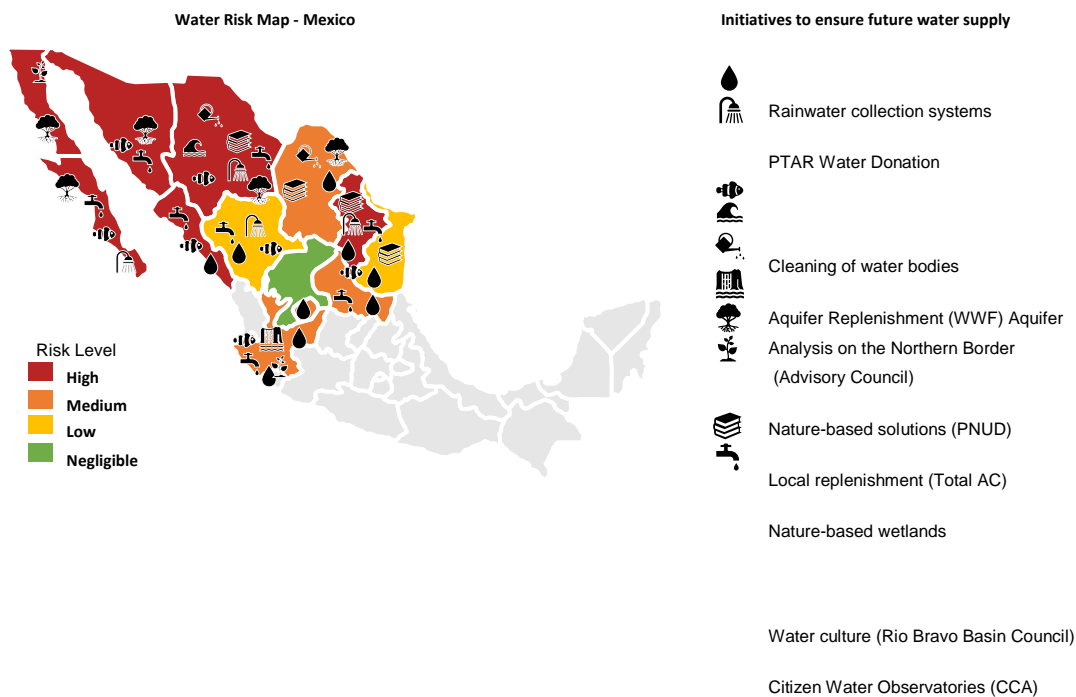 Water Risk Map - Mexico
Initiatives to ensure future water supply
Rainwater collection systems
PTAR Water Donation
Cleaning of water bodies
Aquifer Replenishment (WWF) Aquifer
Analysis on the Northern Border
(Advisory Council)
Nature-based solutions (PNUD)
Local replenishment (Total AC)
Nature-based wetlands
Water culture (Rio Bravo Basin Council)
Citizen Water Observatories (CCA)
Risk Level
High
Medium
Low
Negligible